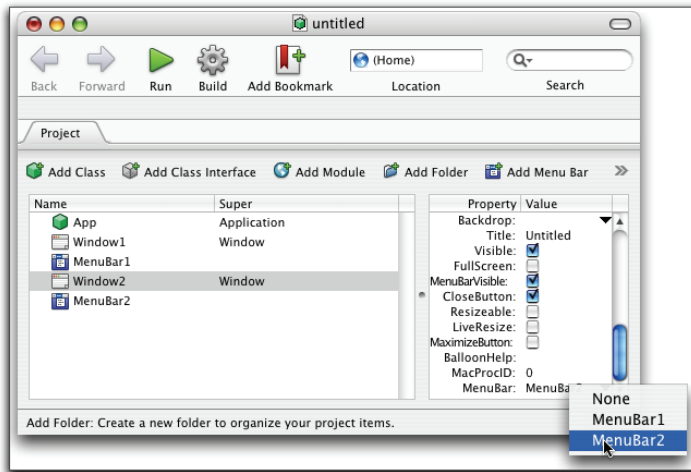 untitled
Back Forward Run Build Add Bookmark (Home) Location Search
Project
Add Class Add Class Interface Add Module Add Folder Add Menu Bar
Name Super
App Application
Window1 Window
MenuBar1
Window2 Window
MenuBar2
Property Value
Backdrop:
Title: Untitled
Visible:
FullScreen:
MenuBarVisible:
CloseButton:
Resizeable:
LiveResize:
MaximizeButton:
BalloonHelp:
MacProcID: 0
MenuBar:
None
MenuBar1
MenuBar2
Add Folder: Create a new folder to organize your project items.